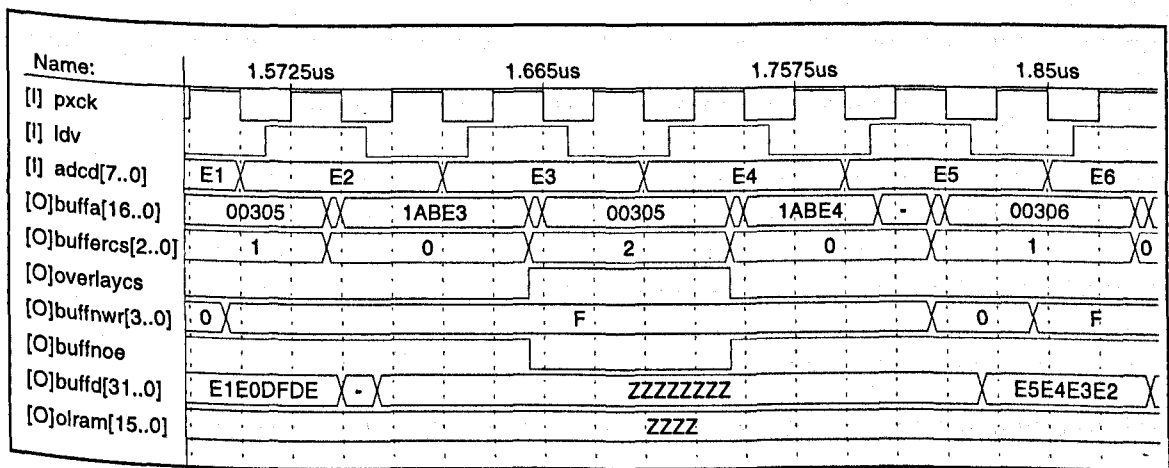 Name: 1.5725us 1.665us 1.7575us 1.85us
[I] pxck
[I] ldv
[I] adcd[7..0] E1 E2 E3 E4 E5 E6
[O]buffa[16..0] 00305 1ABE3 00305 1ABE4 - 00306
[O]buffercs[2..0] 1 0 2 0 1 0
[O]overlaycs
[O]buffnwr[3..0] 0 F 0 F
[O]buffnoe
[O]buffd[31..0] E1E0DFDE - ZZZZZZZZ E5E4E3E2
[O]olram[15..0] ZZZZ